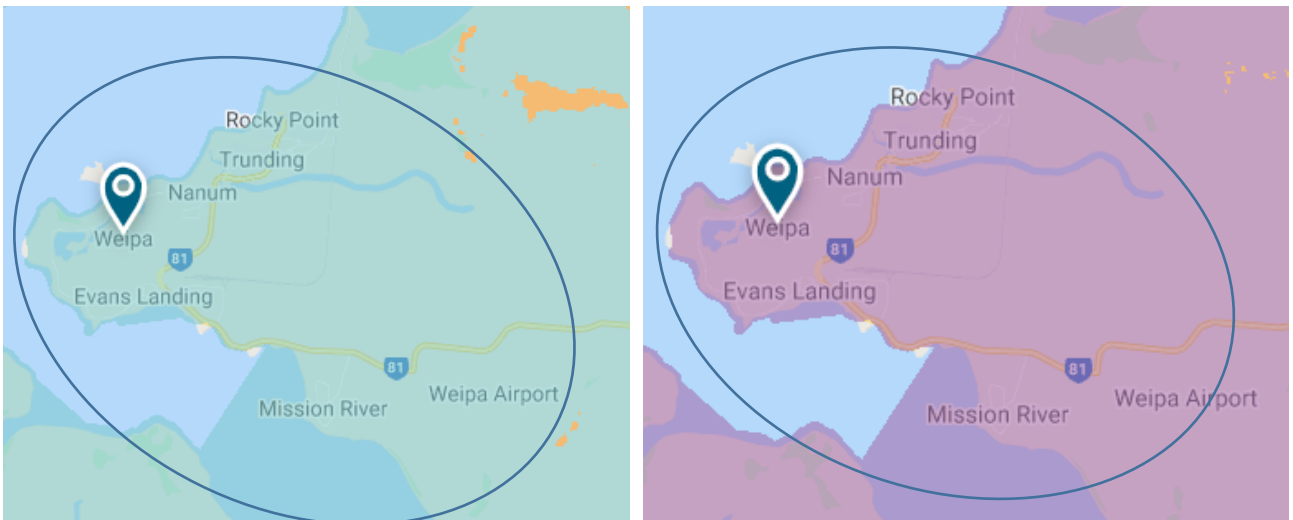 Rocky Point
Trunding
Nanum
Weipa
81
Evans Landing
81
Weipa Airport
Mission River
Rocky Point
Trunding
Nanum
Weipa
81
Evans Landing
81
Weipa Airport
Mission River